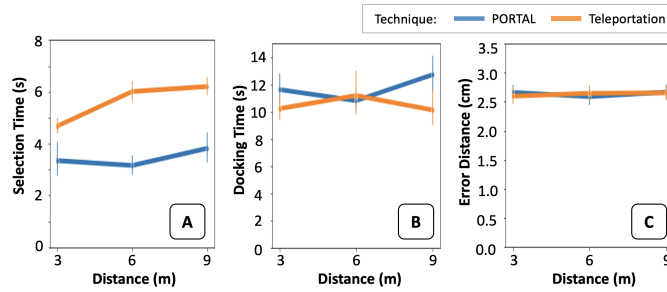 Technique: PORTAL Teleportation
Selection Time (s)
8
6
4
2
0
3 6 9
Distance (m)
A
Docking Time (s)
14
12
10
8
6
4
2
0
3 6 9
Distance (m)
B
Error Distance (cm)
3.5
3.0
2.5
2.0
1.5
1.0
0.5
0.0
3 6 9
Distance (m)
C